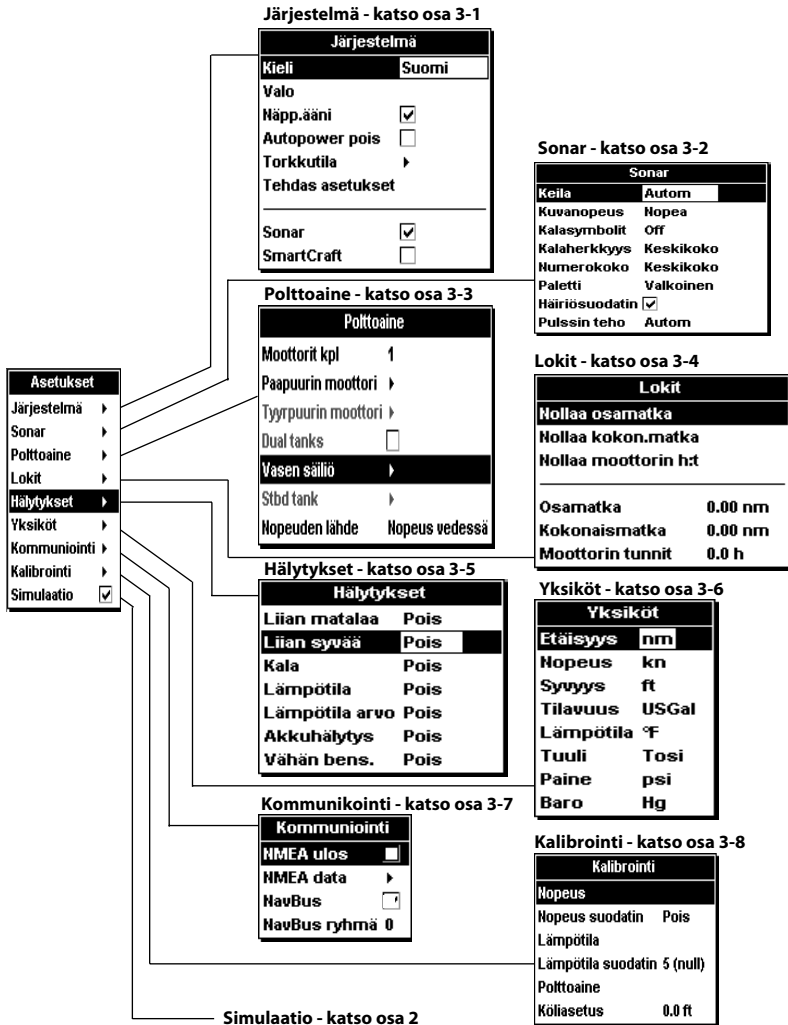 Järjestelmä - katso osa 3-1
Järjestelmä
Kieli Suomi
Valo
Näpp.ääni
Autopower pois
Torkkutila
Tehdas asetukset
Sonar
SmartCraft
Sonar - katso osa 3-2
Sonar
Keila Autom
Kuvanopeus Nopea
Kalasymbolit Off
Kalaherkkyys Keskikoko
Numerokoko Keskikoko
Paletti Valkoinen
Häiriösuodatin
Pulssin teho Autom
Polttoaine - katso osa 3-3
Polttoaine
Moottorit kpl 1
Paapuurin moottori
Tyyrpuurin moottori
Dual tanks
Vasen säiliö
Stbd tank
Nopeuden lähde Nopeus vedessä
Lokit - katso osa 3-4
Lokit
Nollaa osamatka
Nollaa kokon.matka
Nollaa moottorin h:t
Osamatka 0.00 nm
Kokonaismatka 0.00 nm
Moottorin tunnit 0.0 h
Asetukset
Järjestelmä
Sonar
Polttoaine
Lokit
Hälytykset
Yksiköt
Kommuniointi
Kalibrointi
Simulaatio
Hälytykset - katso osa 3-5
Hälytykset
Liian matalaa Pois
Liian syvää Pois
Kala Pois
Lämpötila Pois
Lämpötila arvo Pois
Akkuhälytys Pois
Vähän bens. Pois
Yksiköt - katso osa 3-6
Yksiköt
Etäisyys nm
Nopeus kn
Syvyys ft
Tilavuus USGal
Lämpötila °F
Tuuli Tosi
Paine psi
Baro Hg
Kommunikointi - katso osa 3-7
Kommuniointi
NMEA ulos
NMEA data
NavBus
NavBus ryhmä 0
Kalibrointi - katso osa 3-8
Kalibrointi
Nopeus
Nopeus suodatin Pois
Lämpötila
Lämpötila suodatin 5 (null)
Polttoaine
Köliasetus 0.0 ft
Simulaatio - katso osa 2